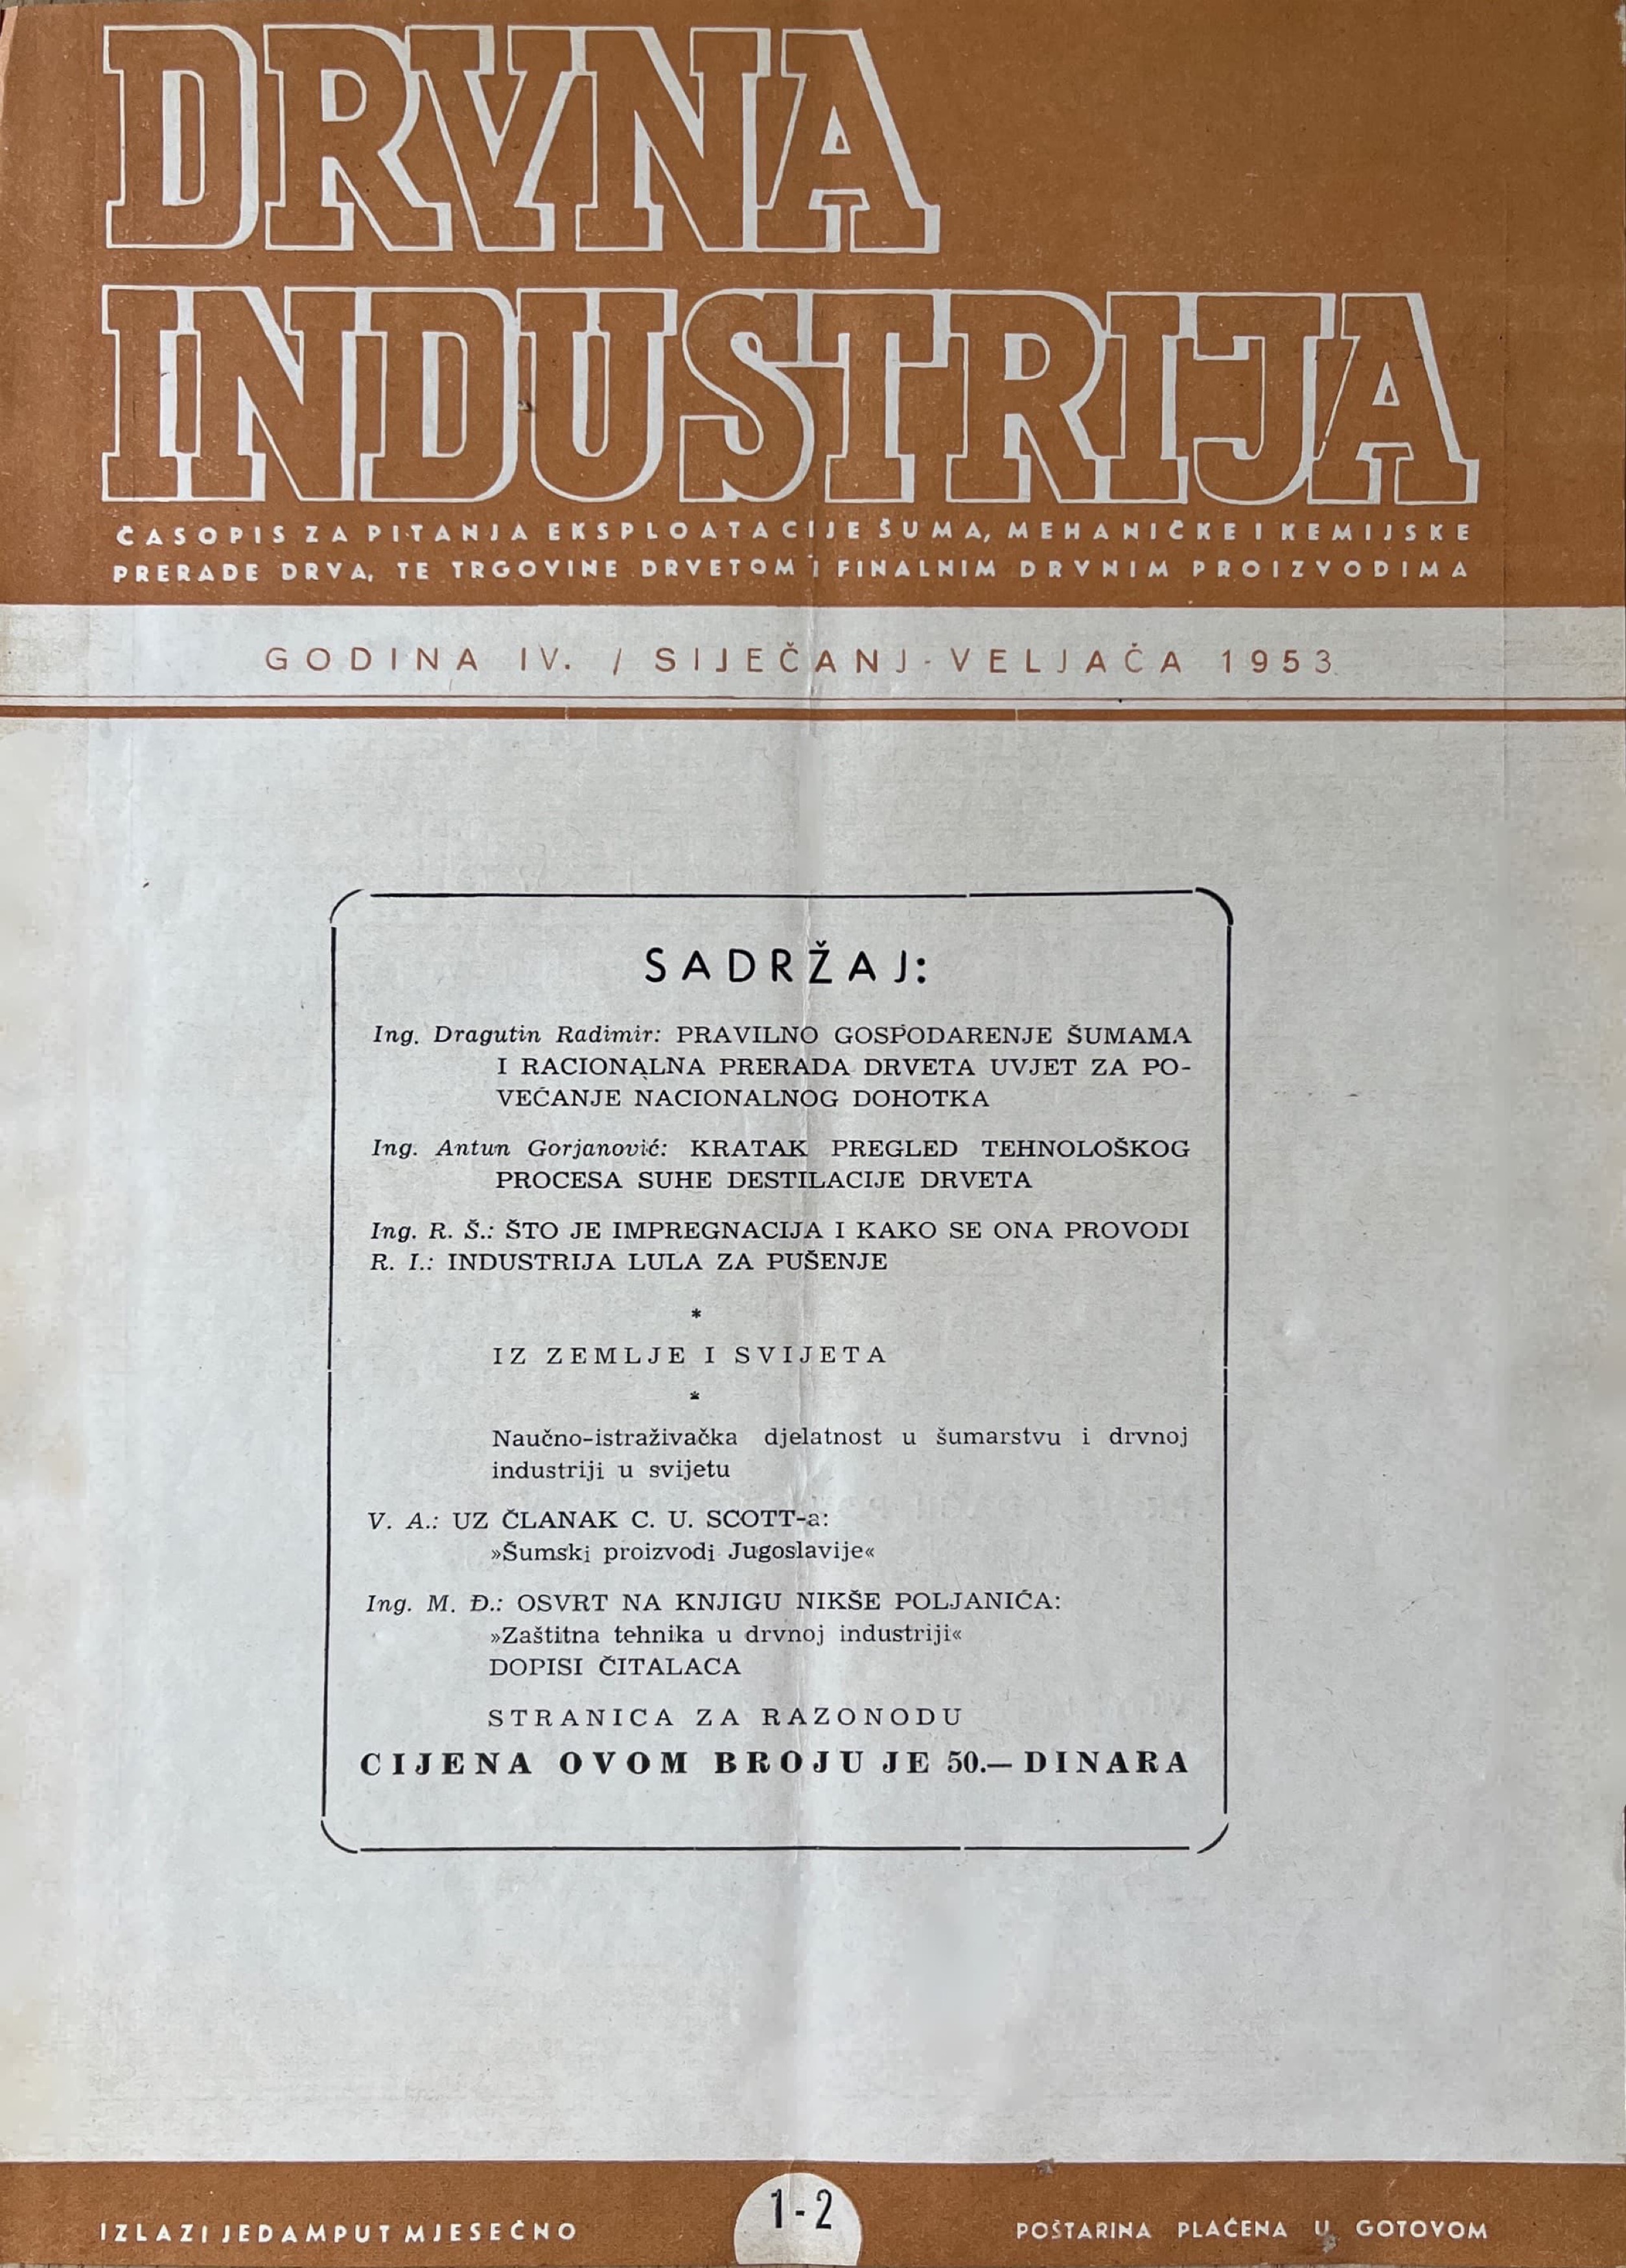 DRVNA
INDUSTRIJA
ČASOPIS ZA PITANJA EKSPLOATACIJE ŠUMA, MEHANIČKE I KEMIJSKE
PRERADE DRVA, TE TRGOVINE DRVETOM I FINALNIM DRVNIM PROIZVODIMA
GODINA IV. / SIJEČANJ-VELJAČA 1953
SADRŽAJ:
Ing. Dragutin Radimir: PRAVILNO GOSPODARENJE ŠUMAMA
I RACIONALNA PRERADA DRVETA UVJET ZA PO-
VEĆANJE NACIONALNOG DOHOTKA
Ing. Antun Gorjanović: KRATAK PREGLED TEHNOLOŠKOG
PROCESA SUHE DESTILACIJE DRVETA
Ing. R. Š.: ŠTO JE IMPREGNACIJA I KAKO SE ONA PROVODI
R. I.: INDUSTRIJA LULA ZA PUŠENJE
*
IZ ZEMLJE I SVIJETA
*
Naučno-istraživačka djelatnost u šumarstvu i drvnoj
industriji u svijetu
V. A.: UZ ČLANAK C. U. SCOTT-a:
»Šumski proizvodi Jugoslavije«
Ing. M. Đ.: OSVRT NA KNJIGU NIKŠE POLJANIĆA:
»Zaštitna tehnika u drvnoj industriji«
DOPISI ČITALACA
STRANICA ZA RAZONODU
CIJENA OVOM BROJU JE 50.— DINARA
IZLAZI JEDAMPUT MJESEČNO
1-2
POŠTARINA PLAĆENA U GOTOVOM